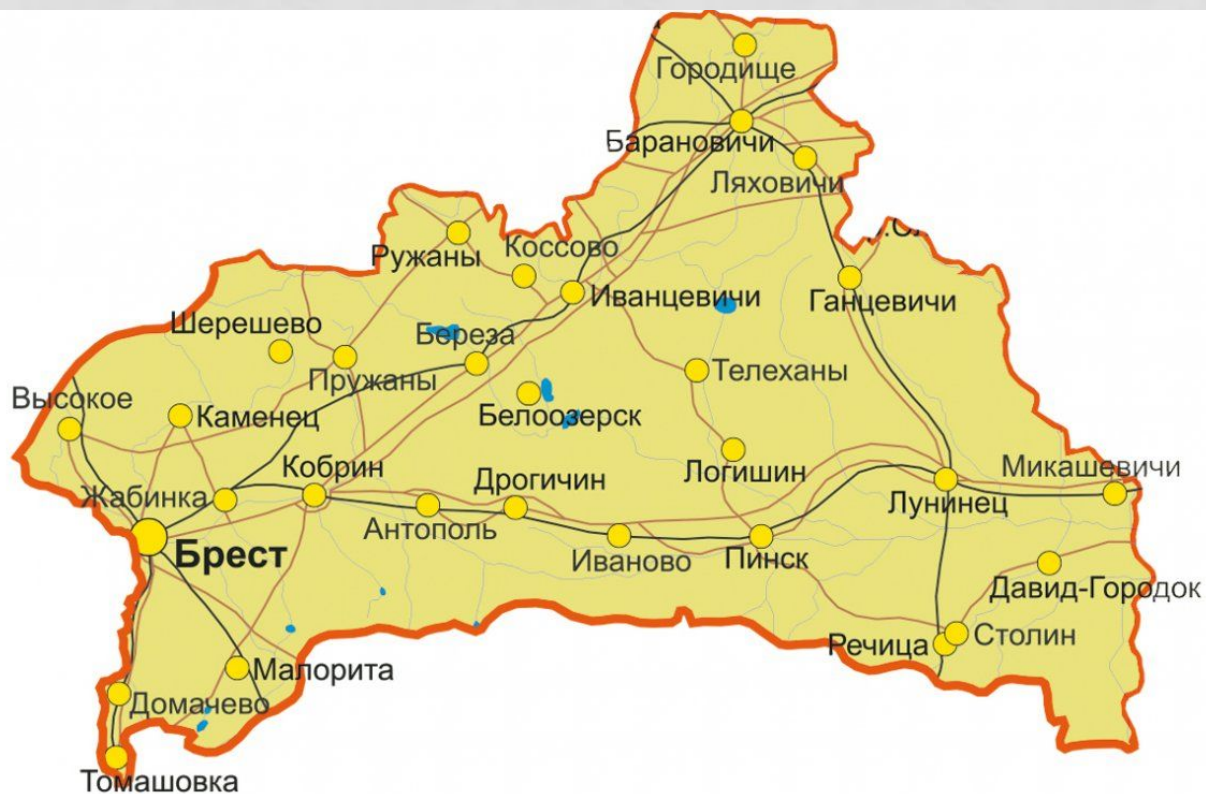 Городище
Барановичи
Ляховичи
Ружаны
Коссово
Иванцевичи
Ганцевичи
Шерешево
Береза
Пружаны
Телеханы
Высокое
Каменец
Белоозерск
Кобрин
Дрогичин
Логишин
Микашевичи
Жабинка
Лунинец
Антополь
Брест
Иваново
Пинск
Давид-Городок
Речица
Столин
Малорита
Домачево
Томашовка